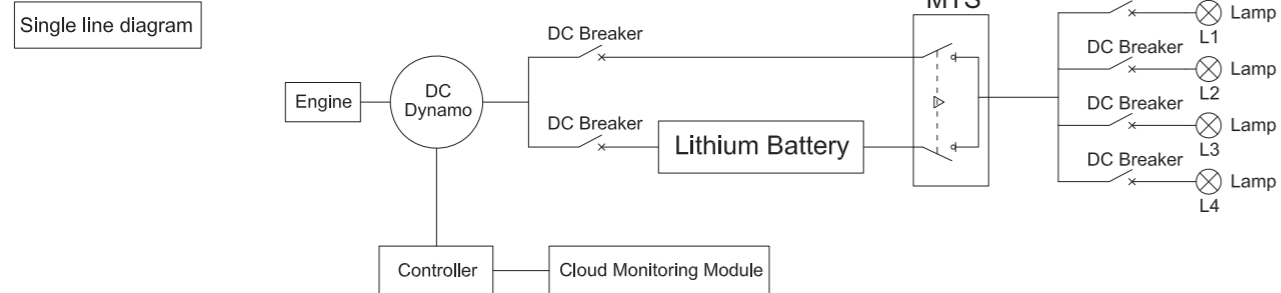 Single line diagram
MTS
DC Breaker
Lamp
L1
DC Breaker
Lamp
L2
Engine
DC
Dynamo
DC Breaker
Lamp
L3
DC Breaker
Lithium Battery
DC Breaker
Lamp
L4
Controller
Cloud Monitoring Module